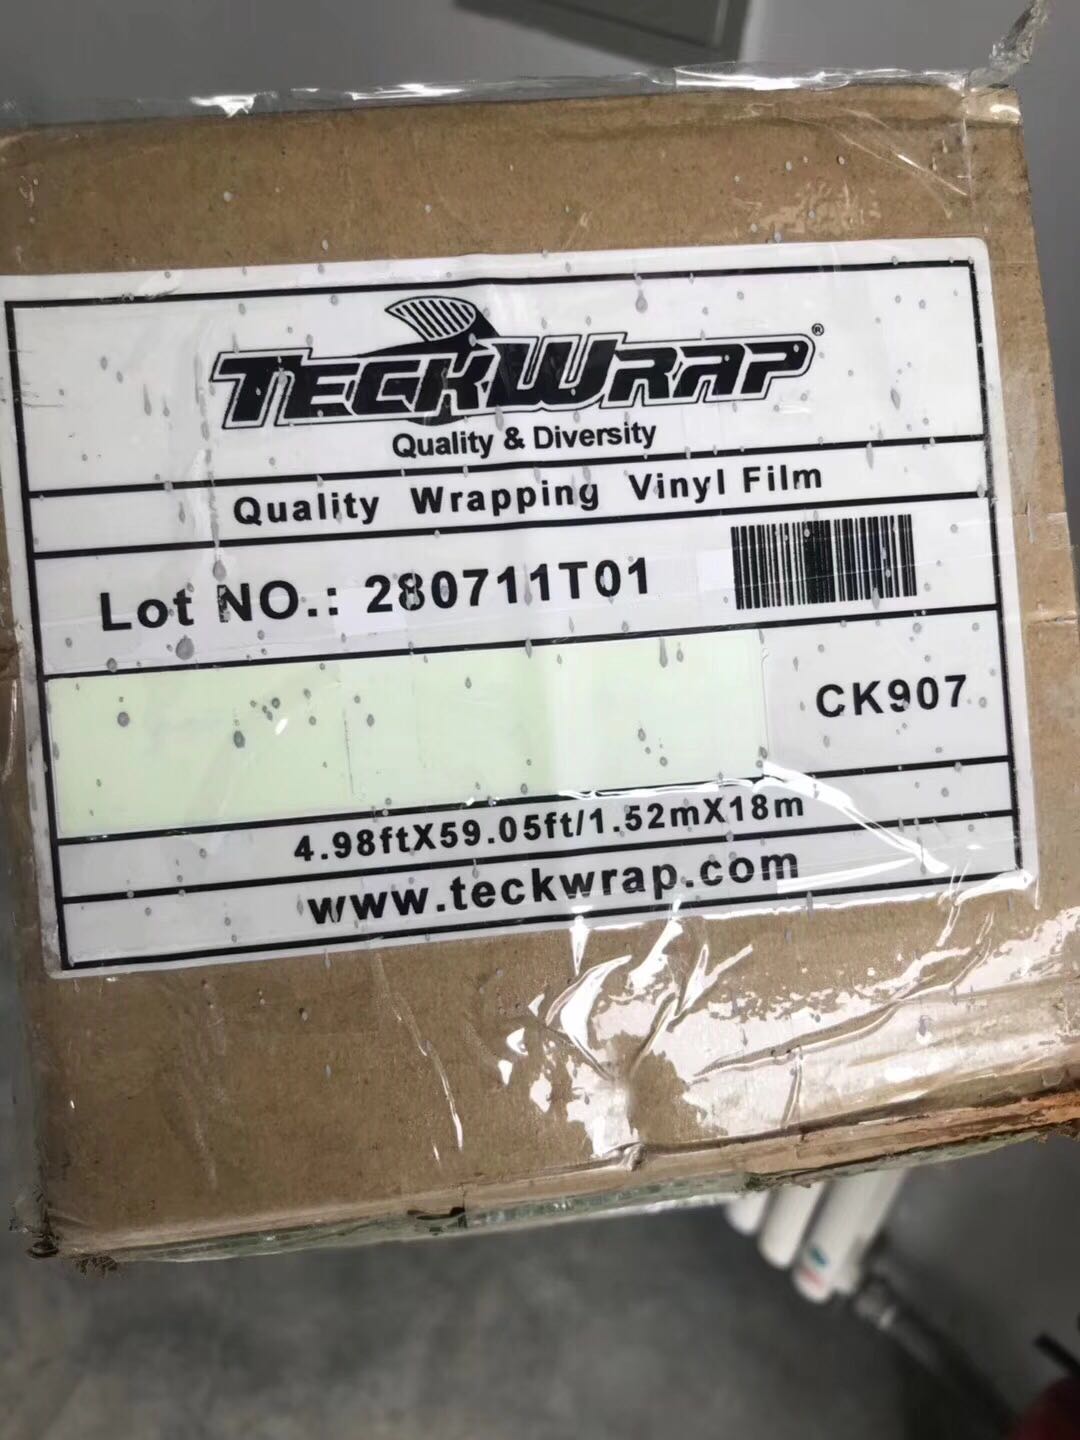 TECKWRAP®
Quality & Diversity
Quality Wrapping Vinyl Film
Lot NO.: 280711T01
CK907
4.98ftX59.05ft/1.52mX18m
www.teckwrap.com